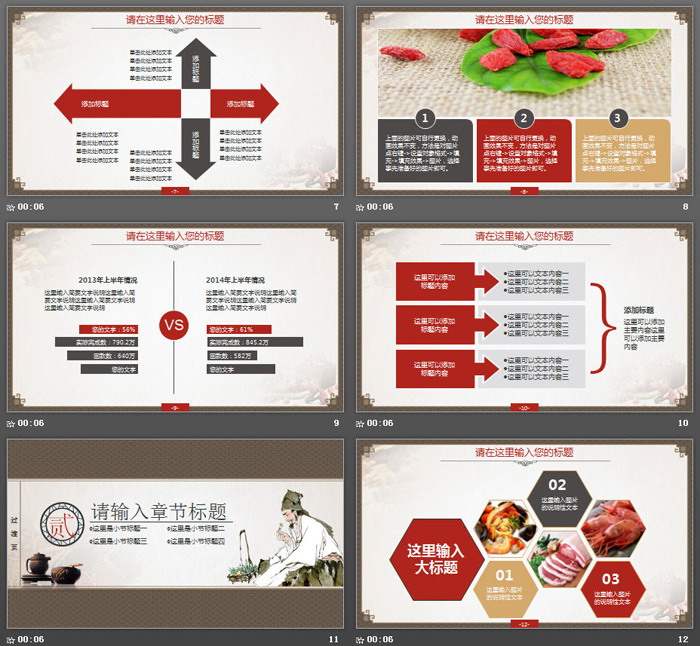 请在这里输入您的标题
单击此处添加文本
单击此处添加文本
单击此处添加文本
单击此处添加文本
添加标题
添加标题
添加标题
添加标题
单击此处添加文本
单击此处添加文本
单击此处添加文本
单击此处添加文本
单击此处添加文本
单击此处添加文本
单击此处添加文本
单击此处添加文本
单击此处添加文本
单击此处添加文本
单击此处添加文本
单击此处添加文本
-7-
00:06
7
1
2
3
上面的图片可自行更换，动
画效果不变，方法是对图片
点右键->设置对象格式->填
充->填充效果->图片，选择
事先准备好的图片即可。
上面的图片可自行更换，动
画效果不变，方法是对图片
点右键->设置对象格式->填
充->填充效果->图片，选择
事先准备好的图片即可。
上面的图片可自行更换，动
画效果不变，方法是对图片
点右键->设置对象格式->填
充->填充效果->图片，选择
事先准备好的图片即可。
请在这里输入您的标题
-8-
00:06
8
请在这里输入您的标题
2013年上半年情况
这里输入简要文字说明这里输入简
要文字说明这里输入简要文字说明
这里输入简要文字说明
2014年上半年情况
这里输入简要文字说明这里输入简
要文字说明这里输入简要文字说明
这里输入简要文字说明
VS
您的文字：56%
实际完成数：790.2万
团数数：640万
您的文字
您的文字：61%
实际完成数：845.2万
团数数：582万
您的文字
-9-
00:06
9
请在这里输入您的标题
这里可以添加
标题内容
•这里可以文本内容一
•这里可以文本内容二
•这里可以文本内容三
这里可以添加
标题内容
•这里可以文本内容一
•这里可以文本内容二
•这里可以文本内容三
这里可以添加
标题内容
•这里可以文本内容一
•这里可以文本内容二
•这里可以文本内容三
添加标题
这里可以添加
主要内容这里
可以添加主要
内容
-10-
00:06
10
过渡页
贰
请输入章节标题
这里是小节标题一
这里是小节标题二
这里是小节标题三
这里是小节标题四
00:06
11
请在这里输入您的标题
这里输入
大标题
02
这里输入图片
的说明性文本
01
这里输入图片
的说明性文本
03
这里输入图片
的说明性文本
-12-
00:06
12